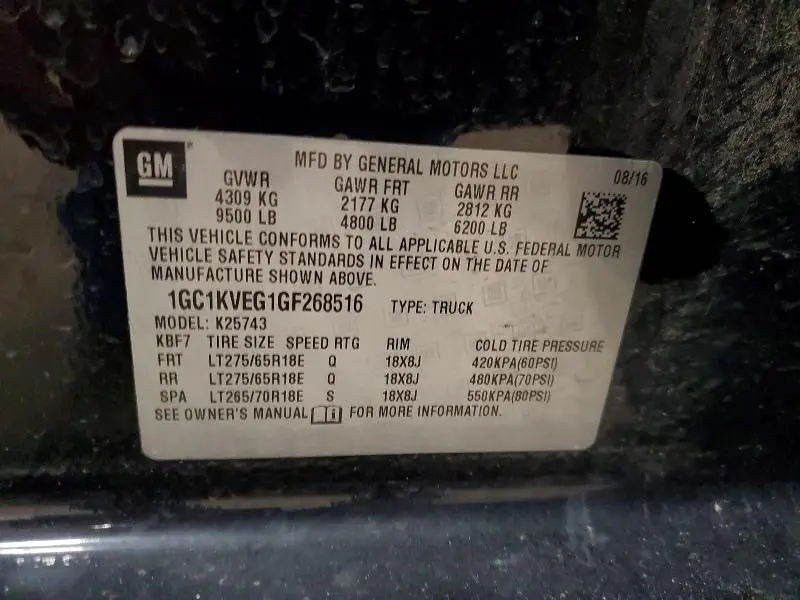 GM
MFD BY GENERAL MOTORS LLC
08/16
GVWR GAWR FRT GAWR RR
4309 KG 2177 KG 2812 KG
9500 LB 4800 LB 6200 LB
THIS VEHICLE CONFORMS TO ALL APPLICABLE U.S. FEDERAL MOTOR
VEHICLE SAFETY STANDARDS IN EFFECT ON THE DATE OF
MANUFACTURE SHOWN ABOVE.
1GC1KVEG1GF268516 TYPE: TRUCK
MODEL: K25743
KBF7 TIRE SIZE SPEED RTG RIM COLD TIRE PRESSURE
FRT LT275/65R18E Q 18X8J 420KPA(60PSI)
RR LT275/65R18E Q 18X8J 480KPA(70PSI)
SPA LT265/70R18E S 18X8J 550KPA(80PSI)
SEE OWNER'S MANUAL FOR MORE INFORMATION.